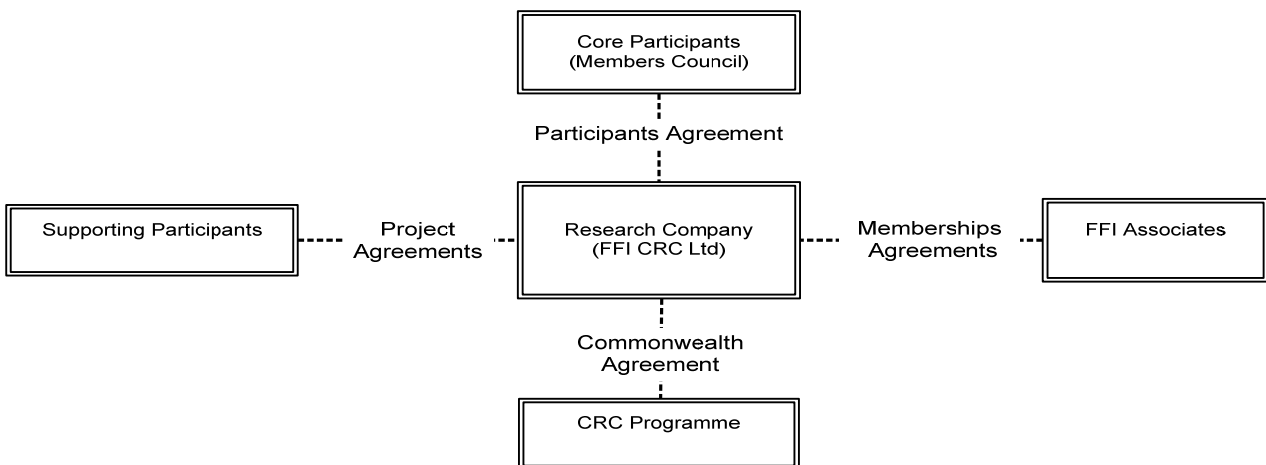 Core Participants
(Members Council)
Participants Agreement
Supporting Participants
Project
Agreements
Research Company
(FFI CRC Ltd)
Memberships
Agreements
FFI Associates
Commonwealth
Agreement
CRC Programme